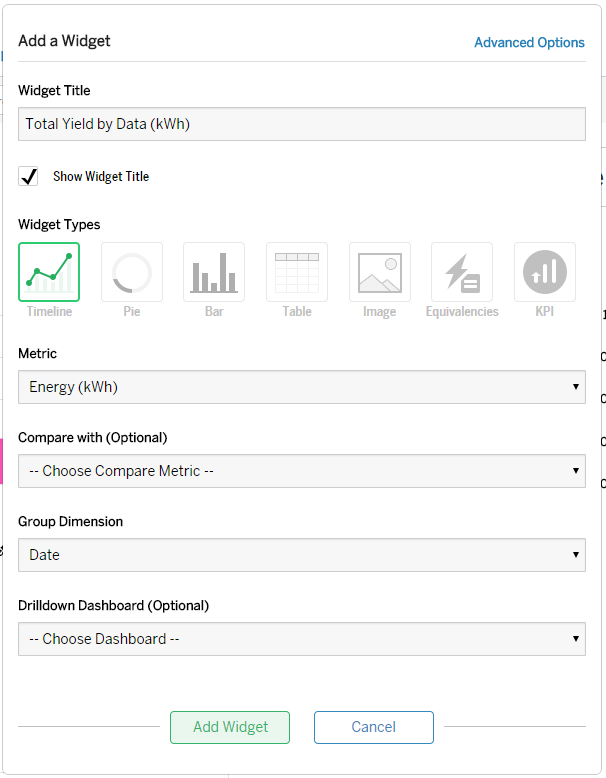 Add a Widget
Advanced Options
Widget Title
Total Yield by Data (kWh)
Show Widget Title
Widget Types
Timeline Pie Bar Table Image Equivalencies KPI
Metric
Energy (kWh)
Compare with (Optional)
-- Choose Compare Metric --
Group Dimension
Date
Drilldown Dashboard (Optional)
-- Choose Dashboard --
Add Widget Cancel